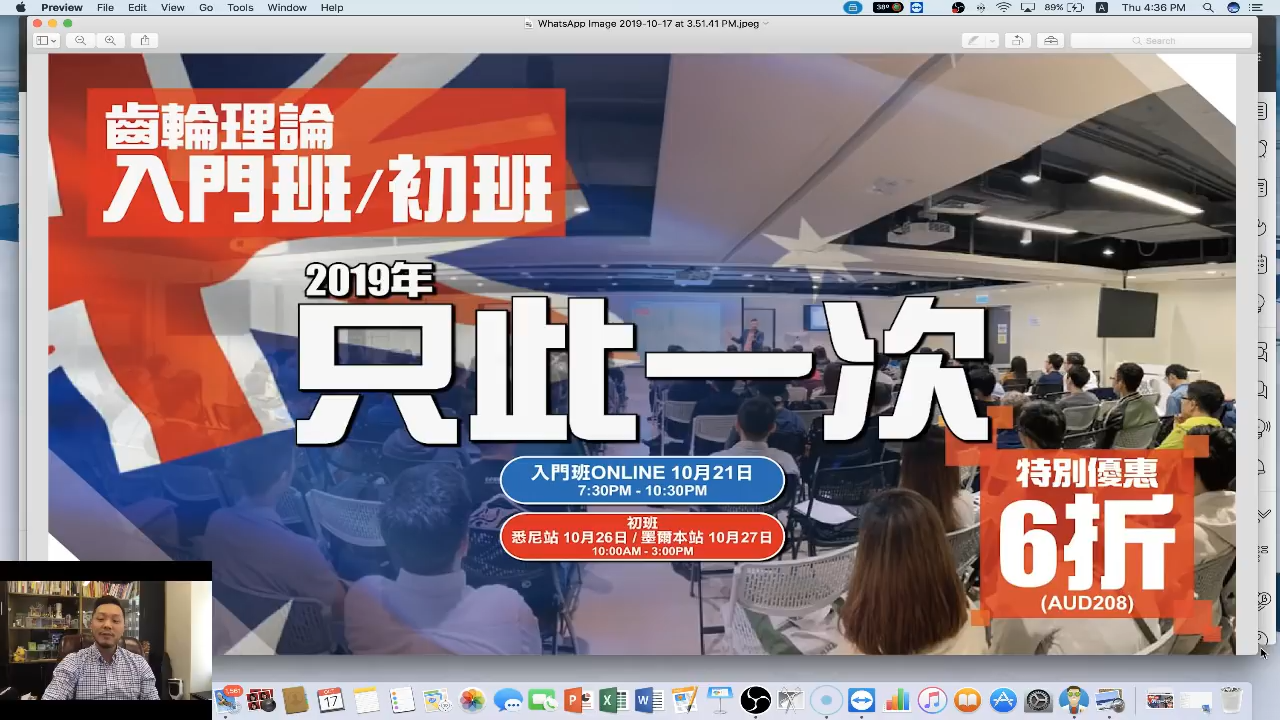 Preview File Edit View Go Tools Window Help
38° 89% Thu 4:36 PM
WhatsApp Image 2019-10-17 at 3.51.41 PM.jpeg
Search
齒輪理論
入門班/初班
2019年
只此一次
入門班ONLINE 10月21日
7:30PM - 10:30PM
初班
悉尼站 10月26日 / 墨爾本站 10月27日
10:00AM - 3:00PM
特別優惠
6折
(AUD208)
OCT
17